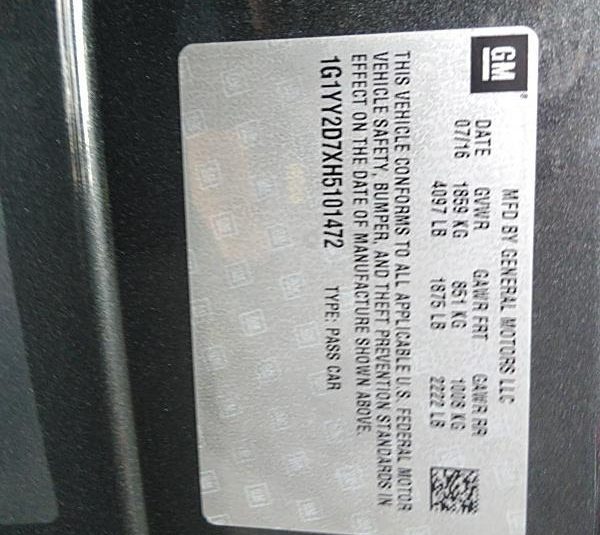 GM
MFD BY GENERAL MOTORS LLC
DATE GVWR GAWR FRT GAWR RR
07/16 1859 KG 851 KG 1008 KG
4097 LB 1875 LB 2222 LB
THIS VEHICLE CONFORMS TO ALL APPLICABLE U.S. FEDERAL MOTOR
VEHICLE SAFETY, BUMPER, AND THEFT PREVENTION STANDARDS IN
EFFECT ON THE DATE OF MANUFACTURE SHOWN ABOVE.
1G1YY2D7XH5101472 TYPE: PASS CAR